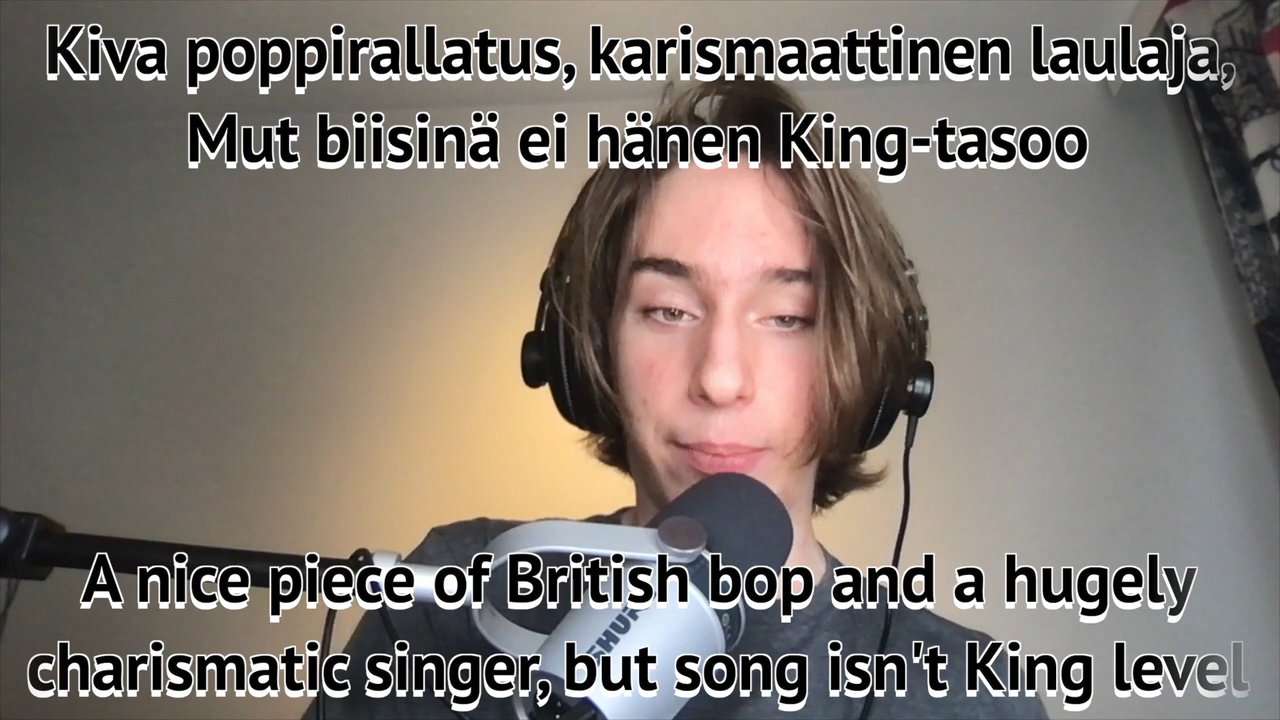 Kiva poppirallatus, karismaattinen laulaja,
Mut biisinä ei hänen King-tasoo
A nice piece of British bop and a hugely
charismatic singer, but song isn't King level
SHURE